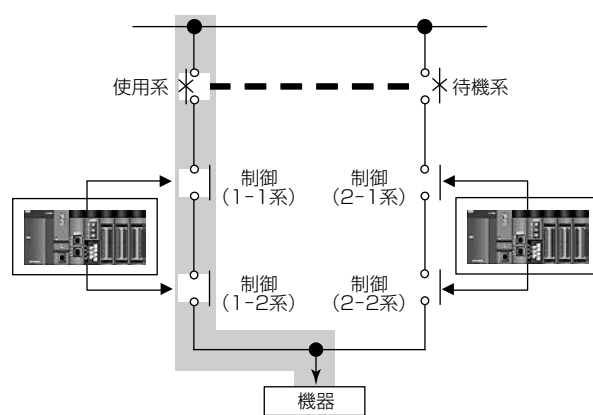 使用系
待機系
制御
(1-1系)
制御
(2-1系)
制御
(1-2系)
制御
(2-2系)
機器